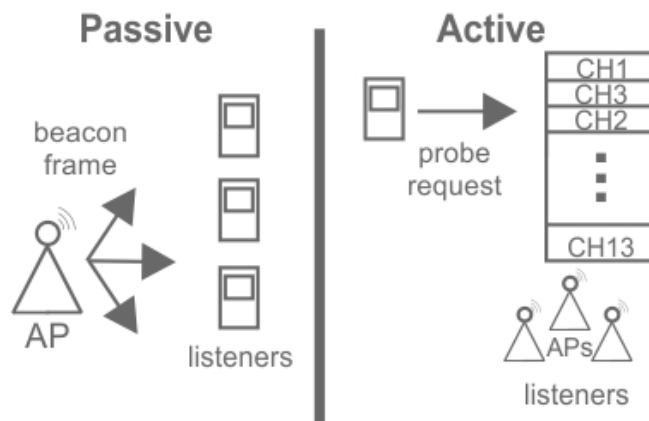 Passive
beacon
frame
AP
listeners
Active
probe
request
CH1
CH3
CH2
CH13
APs
listeners